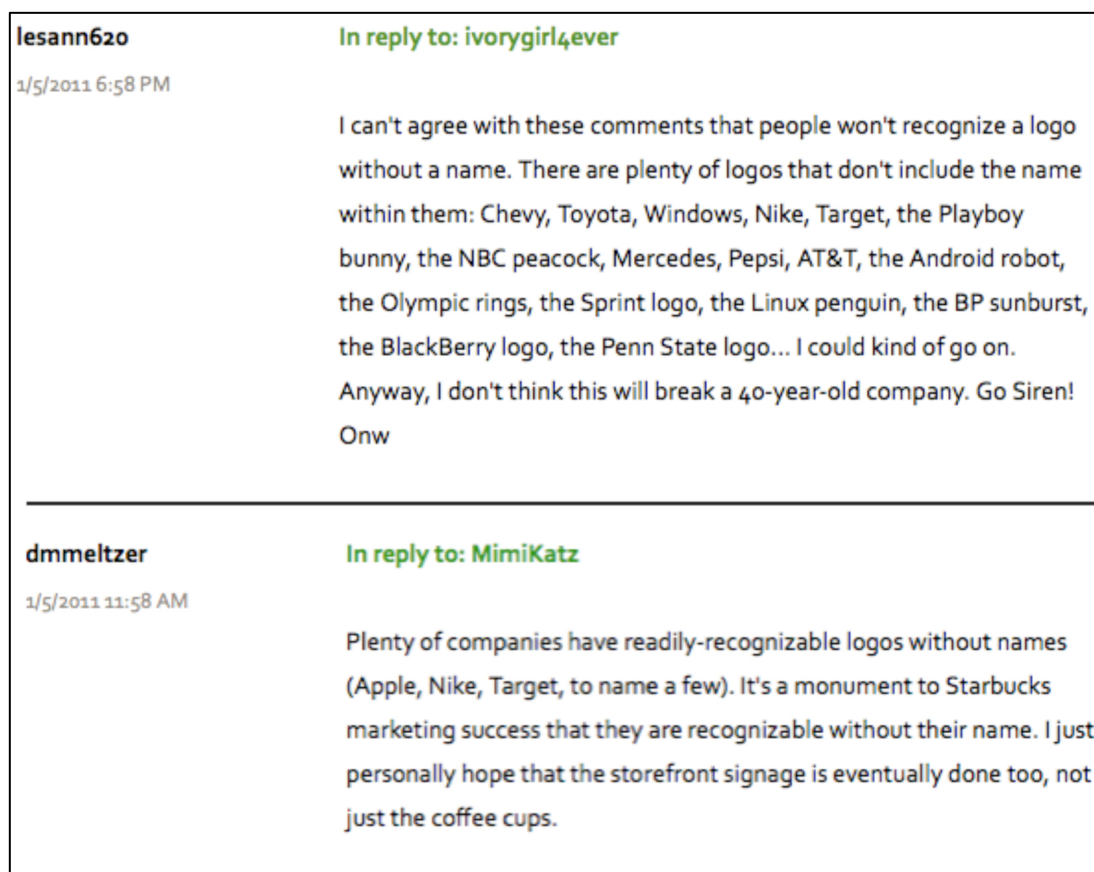 lesann620
In reply to: ivorygirl4ever
1/5/2011 6:58 PM
I can't agree with these comments that people won't recognize a logo
without a name. There are plenty of logos that don't include the name
within them: Chevy, Toyota, Windows, Nike, Target, the Playboy
bunny, the NBC peacock, Mercedes, Pepsi, AT&T, the Android robot,
the Olympic rings, the Sprint logo, the Linux penguin, the BP sunburst,
the BlackBerry logo, the Penn State logo... I could kind of go on.
Anyway, I don't think this will break a 40-year-old company. Go Siren!
Onw
dmmeltzer
In reply to: MimiKatz
1/5/2011 11:58 AM
Plenty of companies have readily-recognizable logos without names
(Apple, Nike, Target, to name a few). It's a monument to Starbucks
marketing success that they are recognizable without their name. I just
personally hope that the storefront signage is eventually done too, not
just the coffee cups.